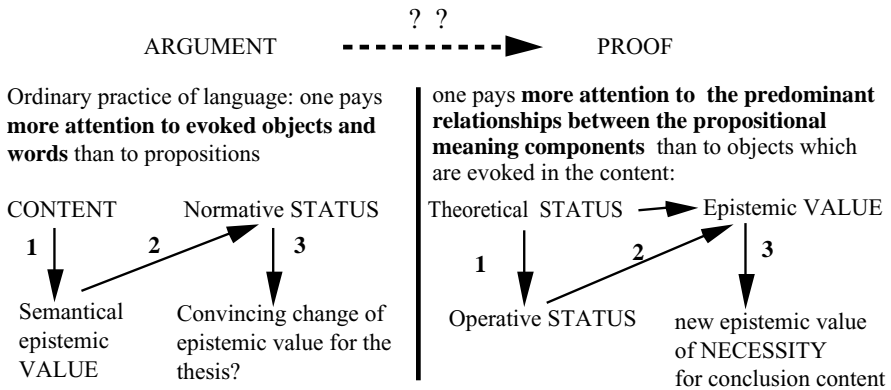 ? ?
ARGUMENT PROOF
Ordinary practice of language: one pays
more attention to evoked objects and
words than to propositions
CONTENT Normative STATUS
1 2 3
Semantical
epistemic
VALUE
Convincing change of
epistemic value for the
thesis?
one pays more attention to the predominant
relationships between the propositional
meaning components than to objects which
are evoked in the content:
Theoretical STATUS Epistemic VALUE
1 2 3
Operative STATUS
new epistemic value
of NECESSITY
for conclusion content